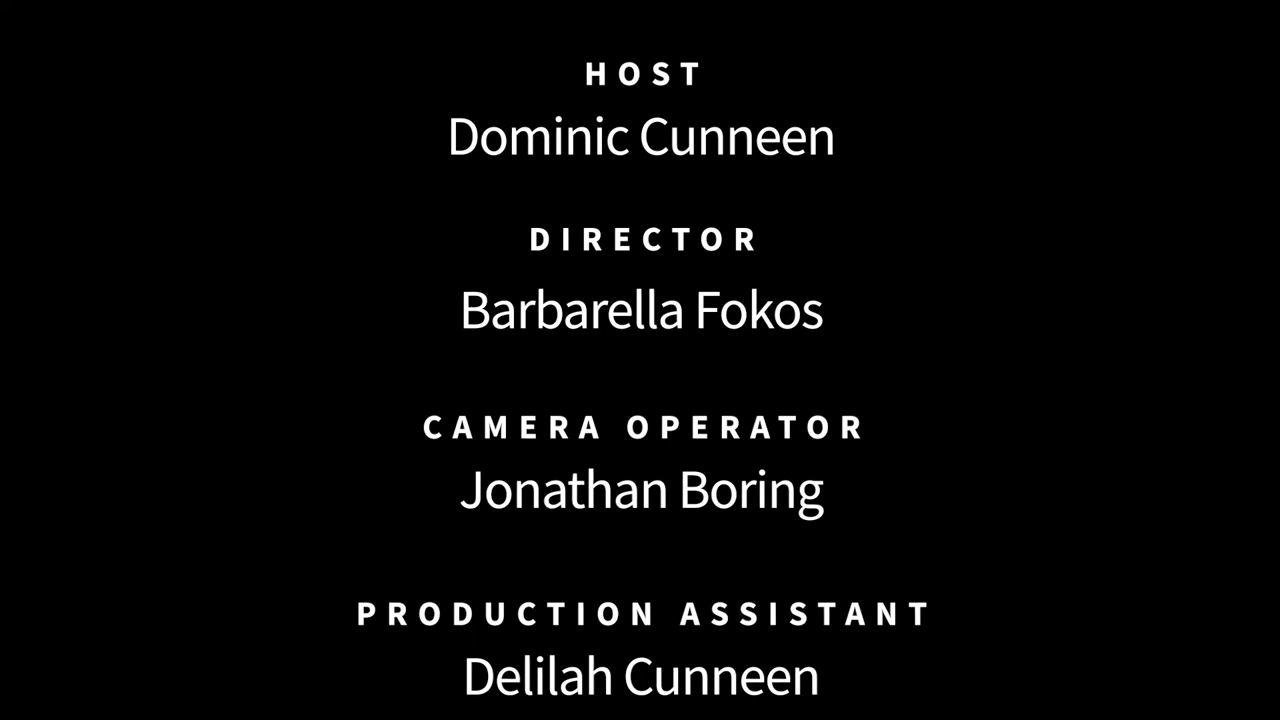 HOST
Dominic Cunneen
DIRECTOR
Barbarella Fokos
CAMERA OPERATOR
Jonathan Boring
PRODUCTION ASSISTANT
Delilah Cunneen